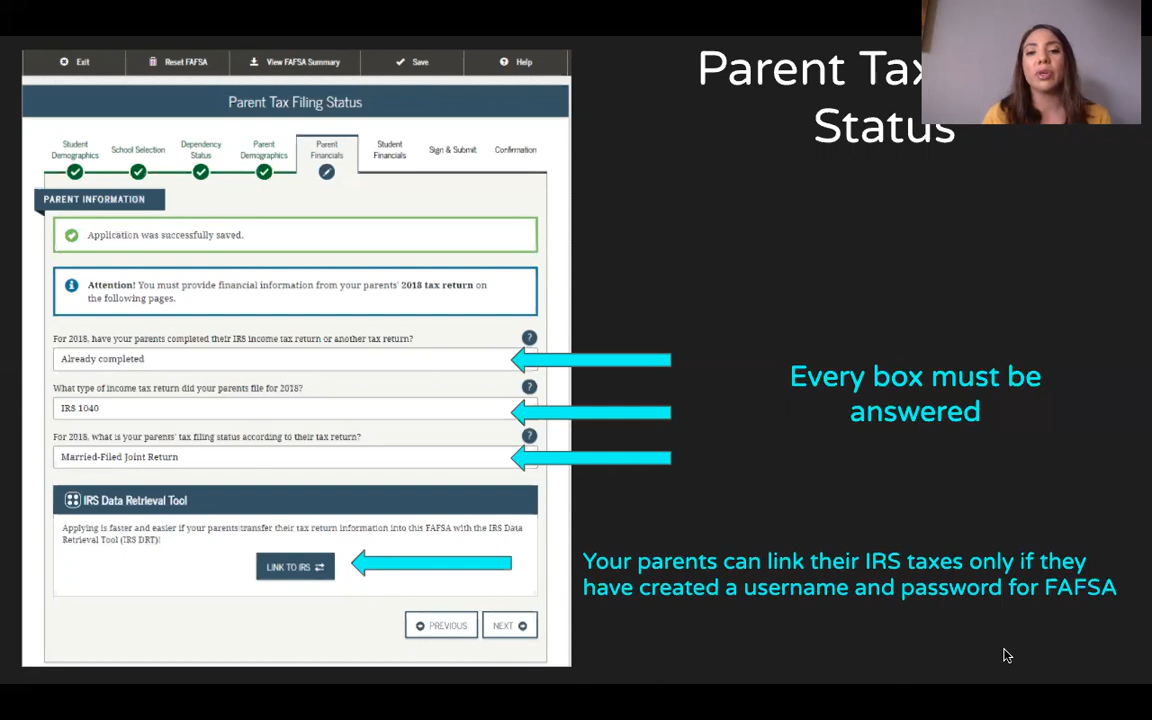 Exit Reset FAFSA View FAFSA Summary Save Help
Parent Tax Filing Status
Student Demographics
School Selection
Dependency Status
Parent Demographics
Parent Financials
Student Financials
Sign & Submit
Confirmation
PARENT INFORMATION
Application was successfully saved.
Attention! You must provide financial information from your parents' 2018 tax return on
the following pages.
For 2018, have your parents completed their IRS income tax return or another tax return?
?
Already completed
What type of income tax return did your parents file for 2018?
?
IRS 1040
For 2018, what is your parents' tax filing status according to their tax return?
?
Married-Filed Joint Return
IRS Data Retrieval Tool
Applying is faster and easier if your parents transfer their tax return information into this FAFSA with the IRS Data
Retrieval Tool (IRS DRT)!
LINK TO IRS
PREVIOUS NEXT
Parent Tax
Status
Every box must be
answered
Your parents can link their IRS taxes only if they
have created a username and password for FAFSA